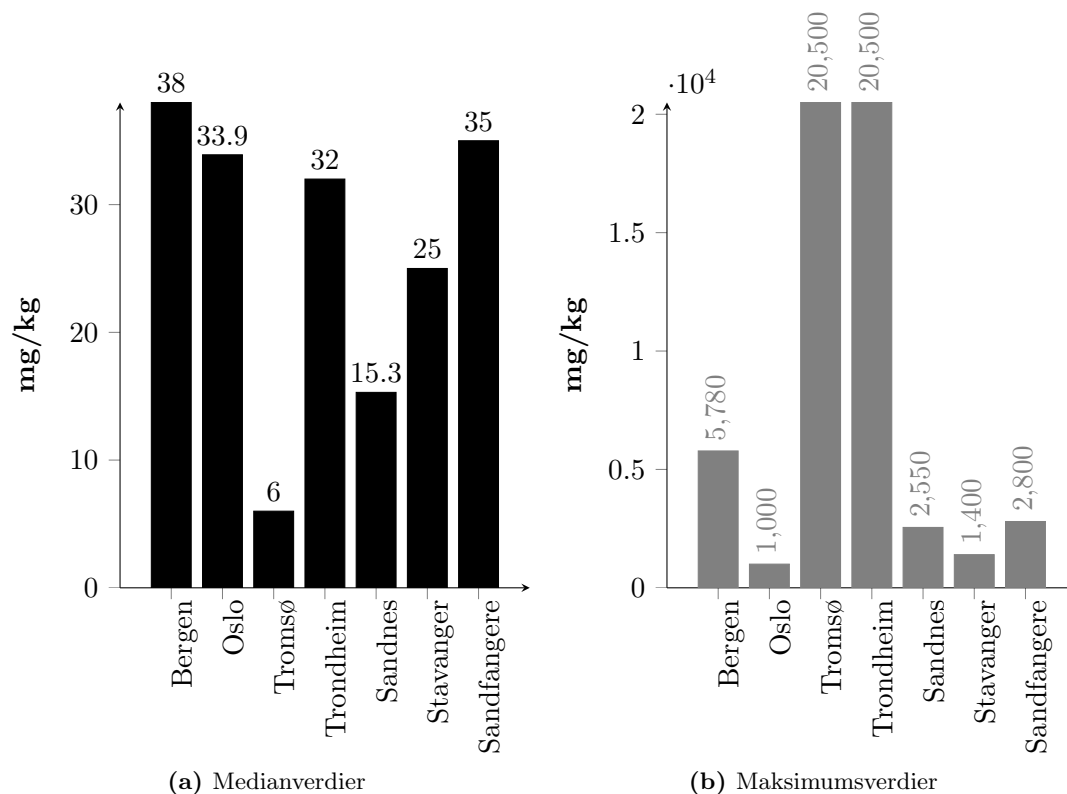 38
33.9
6
32
15.3
25
35
30
20
10
0
mg/kg
Bergen
Oslo
Tromsø
Trondheim
Sandnes
Stavanger
Sandfangere
(a) Medianverdier
·10⁴
2
1.5
1
0.5
0
mg/kg
5,780
1,000
20,500
20,500
2,550
1,400
2,800
Bergen
Oslo
Tromsø
Trondheim
Sandnes
Stavanger
Sandfangere
(b) Maksimumsverdier